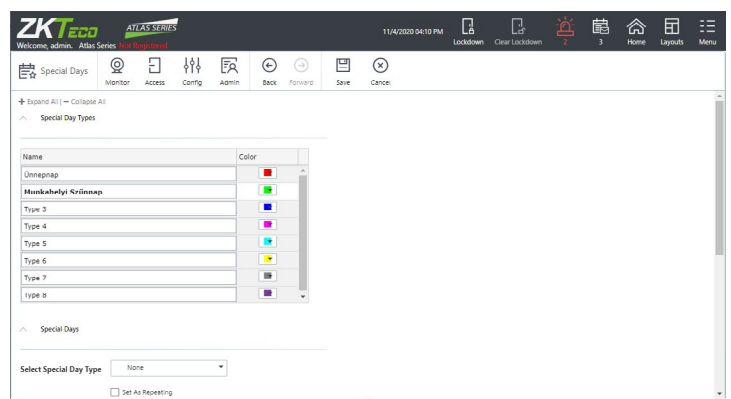 ZKTECO ATLAS SERIES
Welcome, admin. Atlas Series Not Registered
11/4/2020 04:10 PM
Lockdown
Clear Lockdown
2
3
Home
Layouts
Menu
Special Days
Monitor
Access
Config
Admin
Back
Forward
Save
Cancel
+ Expand All | − Collapse All
Special Day Types
Name Color
Ünnepnap
Munkahelyi Szünnap
Type 3
Type 4
Type 5
Type 6
Type 7
Type 8
Special Days
Select Special Day Type None
Set As Repeating